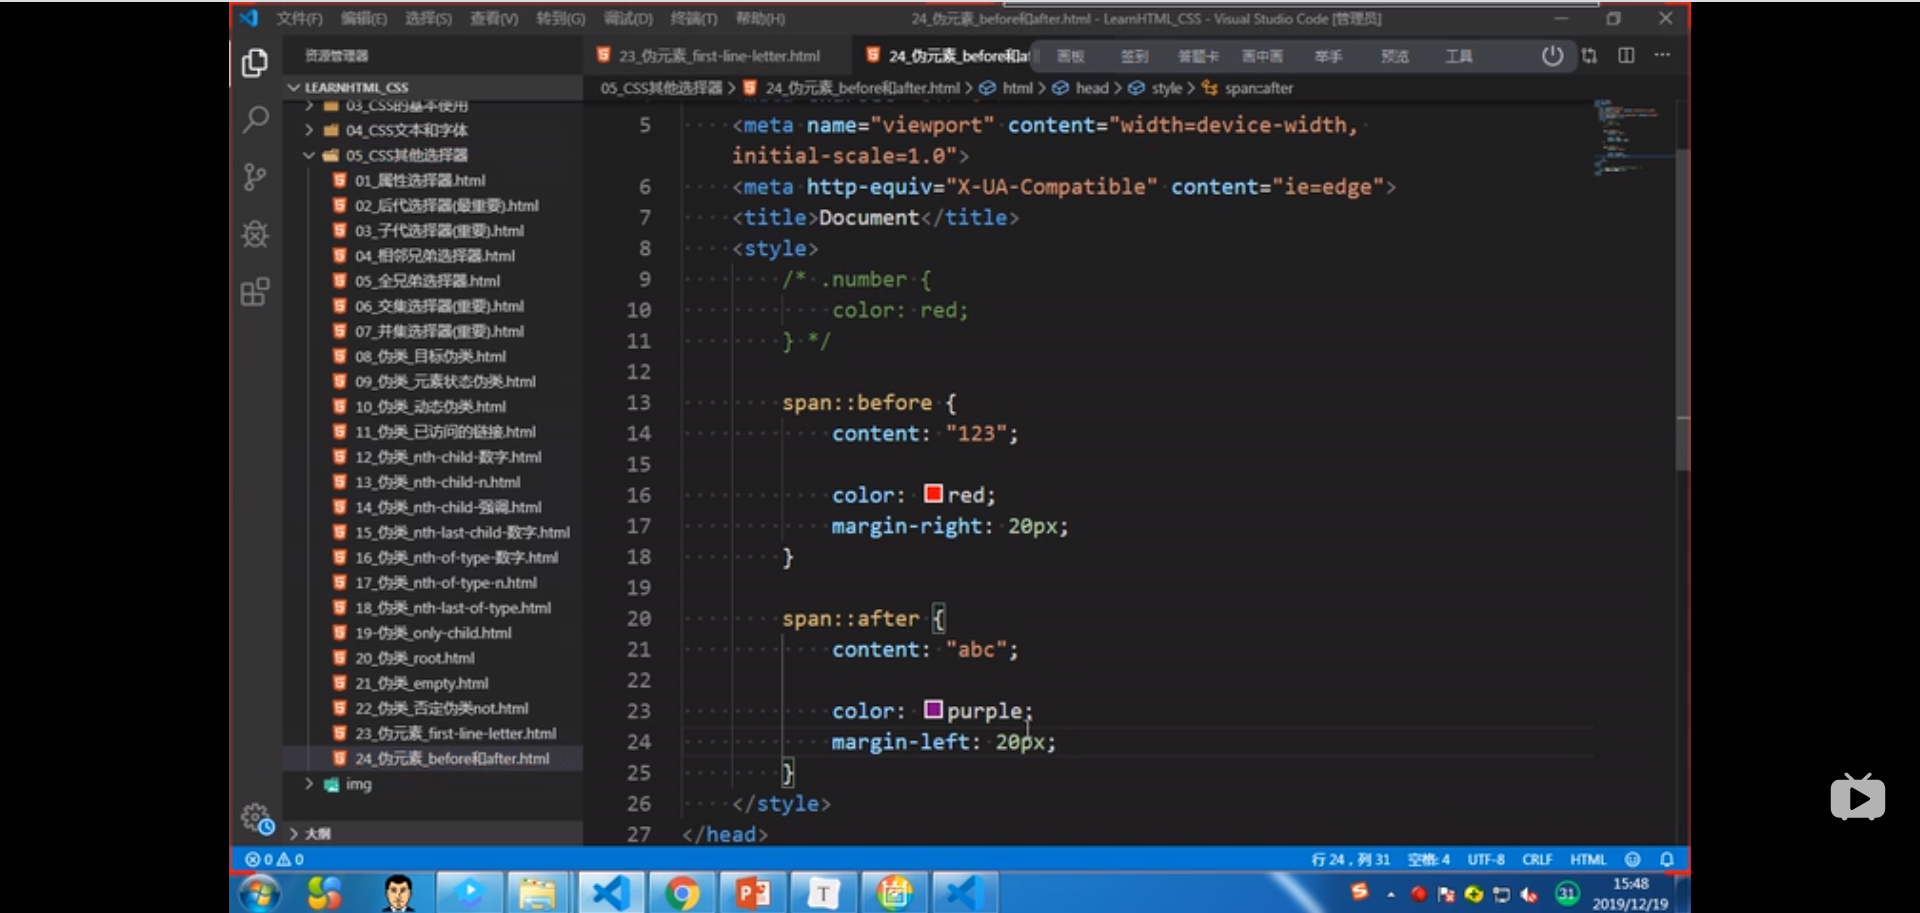 文件(F) 编辑(E) 选择(S) 查看(V) 转到(G) 调试(D) 终端(T) 帮助(H) 24_伪元素_before和after.html - LearnHTML_CSS - Visual Studio Code [管理员]
资源管理器
23_伪元素_first-line-letter.html
24_伪元素_before和af
画板 签到 答题卡 画中画 举手 预览 工具
LEARNHTML_CSS
05_CSS其他选择器 > 24_伪元素_before和after.html > html > head > style > span::after
03_CSS的基本使用
04_CSS文本和字体
05_CSS其他选择器
01_属性选择器.html
02_后代选择器(最重要).html
03_子代选择器(重要).html
04_相邻兄弟选择器.html
05_全兄弟选择器.html
06_交集选择器(重要).html
07_并集选择器(重要).html
08_伪类_目标伪类.html
09_伪类_元素状态伪类.html
10_伪类_动态伪类.html
11_伪类_已访问的链接.html
12_伪类_nth-child-数字.html
13_伪类_nth-child-n.html
14_伪类_nth-child-强调.html
15_伪类_nth-last-child-数字.html
16_伪类_nth-of-type-数字.html
17_伪类_nth-of-type-n.html
18_伪类_nth-last-of-type.html
19-伪类_only-child.html
20_伪类_root.html
21_伪类_empty.html
22_伪类_否定伪类not.html
23_伪元素_first-line-letter.html
24_伪元素_before和after.html
img
大纲
5 <meta name="viewport" content="width=device-width,
initial-scale=1.0">
6 <meta http-equiv="X-UA-Compatible" content="ie=edge">
7 <title>Document</title>
8 <style>
9 /* .number {
10 color: red;
11 } */
12
13 span::before {
14 content: "123";
15
16 color: red;
17 margin-right: 20px;
18 }
19
20 span::after {
21 content: "abc";
22
23 color: purple;
24 margin-left: 20px;
25 }
26 </style>
27 </head>
0 0
行 24，列 31 空格: 4 UTF-8 CRLF HTML
31
15:48
2019/12/19